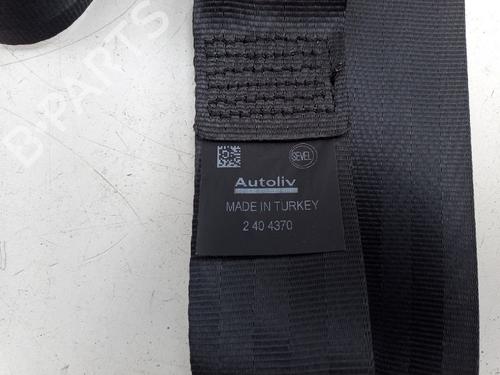 B-PARTS
SEVEL
Autoliv
MADE IN TURKEY
2 40 4370